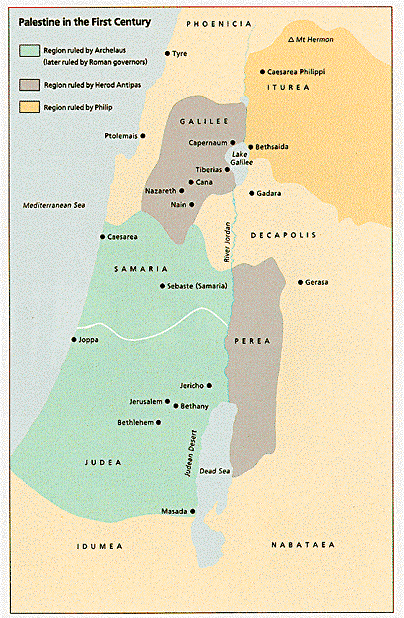 Palestine in the First Century
PHOENICIA
Region ruled by Archelaus
(later ruled by Roman governors)
Region ruled by Herod Antipas
Region ruled by Philip
Mt Hermon
Tyre
Caesarea Philippi
ITUREA
GALILEE
Ptolemais
Capernaum
Bethsaida
Lake
Galilee
Tiberias
Cana
Nazareth
Gadara
Nain
Mediterranean Sea
River Jordan
DECAPOLIS
Caesarea
SAMARIA
Sebaste (Samaria)
Gerasa
Joppa
PEREA
Jericho
Jerusalem
Bethany
Bethlehem
Judean Desert
JUDEA
Dead Sea
Masada
IDUMEA
NABATAEA